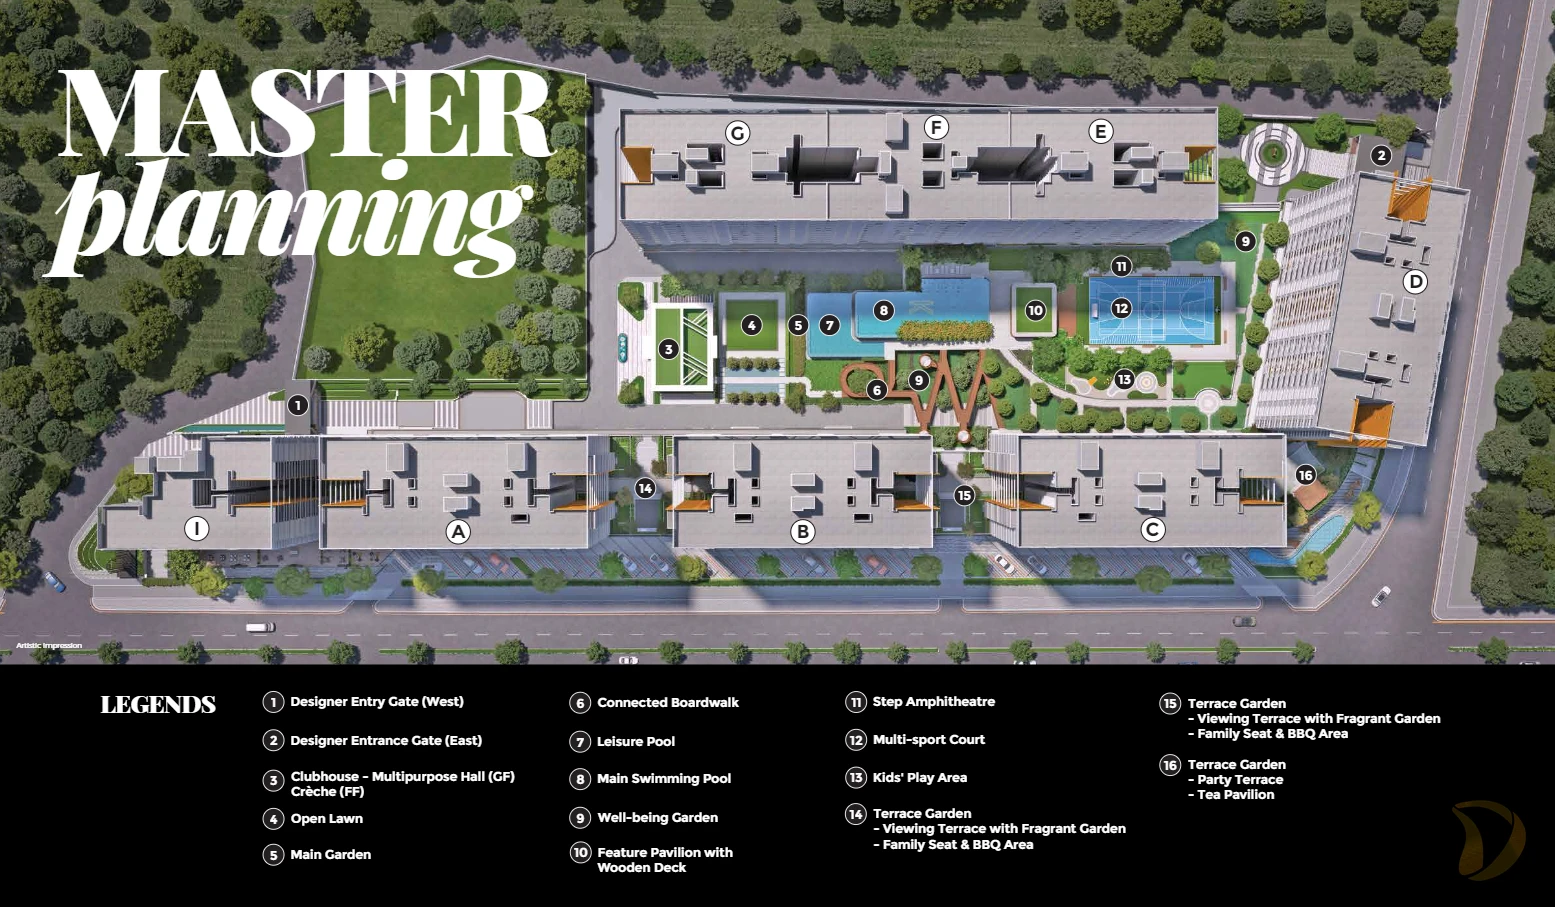 MASTER
planning
G
F
E
2
9
D
11
12
10
8
4
5
7
3
13
6
9
1
16
14
15
I
A
B
C
Artistic Impression
LEGENDS
1 Designer Entry Gate (West)
2 Designer Entrance Gate (East)
3 Clubhouse - Multipurpose Hall (GF)
Crèche (FF)
4 Open Lawn
5 Main Garden
6 Connected Boardwalk
7 Leisure Pool
8 Main Swimming Pool
9 Well-being Garden
10 Feature Pavilion with
Wooden Deck
11 Step Amphitheatre
12 Multi-sport Court
13 Kids' Play Area
14 Terrace Garden
- Viewing Terrace with Fragrant Garden
- Family Seat & BBQ Area
15 Terrace Garden
- Viewing Terrace with Fragrant Garden
- Family Seat & BBQ Area
16 Terrace Garden
- Party Terrace
- Tea Pavilion